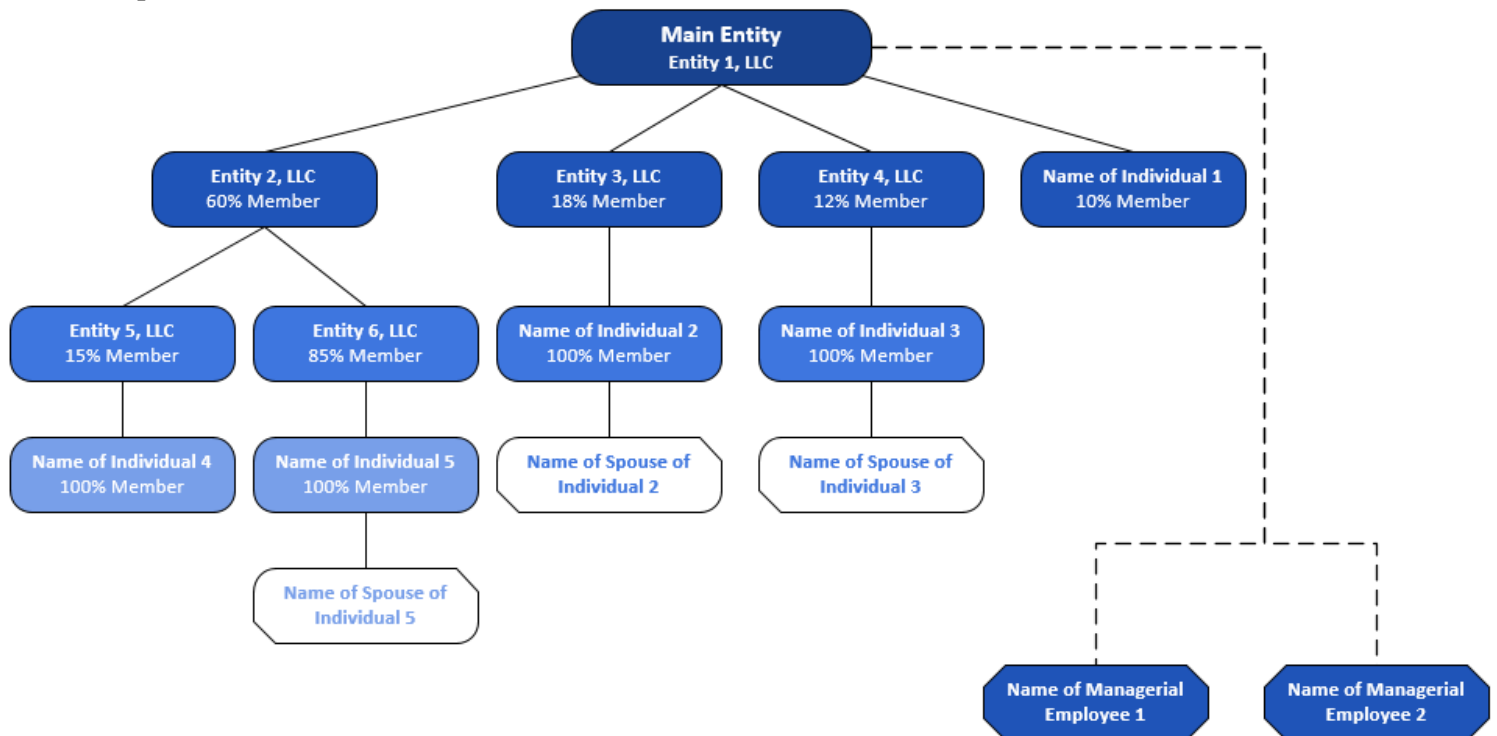 Main Entity
Entity 1, LLC
Entity 2, LLC
60% Member
Entity 3, LLC
18% Member
Entity 4, LLC
12% Member
Name of Individual 1
10% Member
Entity 5, LLC
15% Member
Entity 6, LLC
85% Member
Name of Individual 2
100% Member
Name of Individual 3
100% Member
Name of Individual 4
100% Member
Name of Individual 5
100% Member
Name of Spouse of
Individual 2
Name of Spouse of
Individual 3
Name of Spouse of
Individual 5
Name of Managerial
Employee 1
Name of Managerial
Employee 2